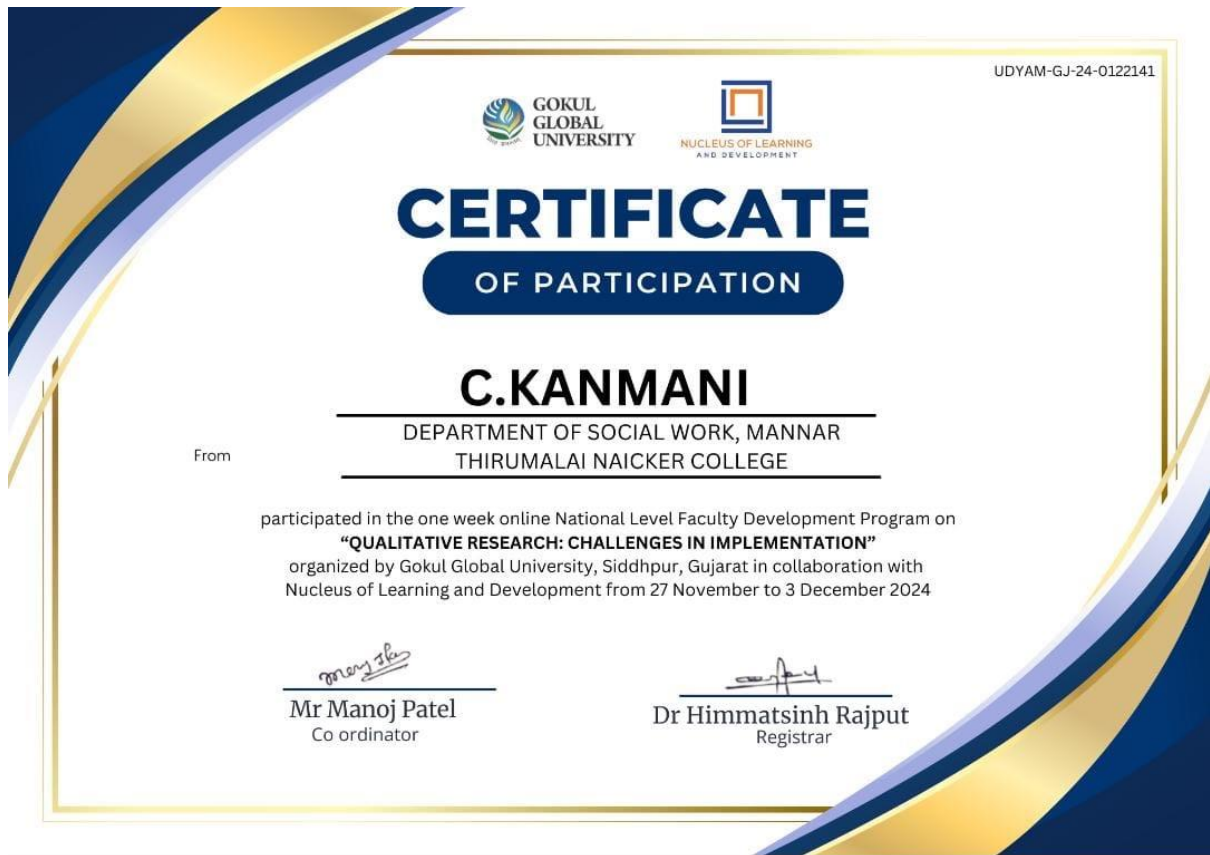 UDYAM-GJ-24-0122141
GOKUL
GLOBAL
UNIVERSITY
NUCLEUS OF LEARNING
AND DEVELOPMENT
CERTIFICATE
OF PARTICIPATION
C.KANMANI
From
DEPARTMENT OF SOCIAL WORK, MANNAR
THIRUMALAI NAICKER COLLEGE
participated in the one week online National Level Faculty Development Program on
“QUALITATIVE RESEARCH: CHALLENGES IN IMPLEMENTATION”
organized by Gokul Global University, Siddhpur, Gujarat in collaboration with
Nucleus of Learning and Development from 27 November to 3 December 2024
Mr Manoj Patel
Co ordinator
Dr Himmatsinh Rajput
Registrar